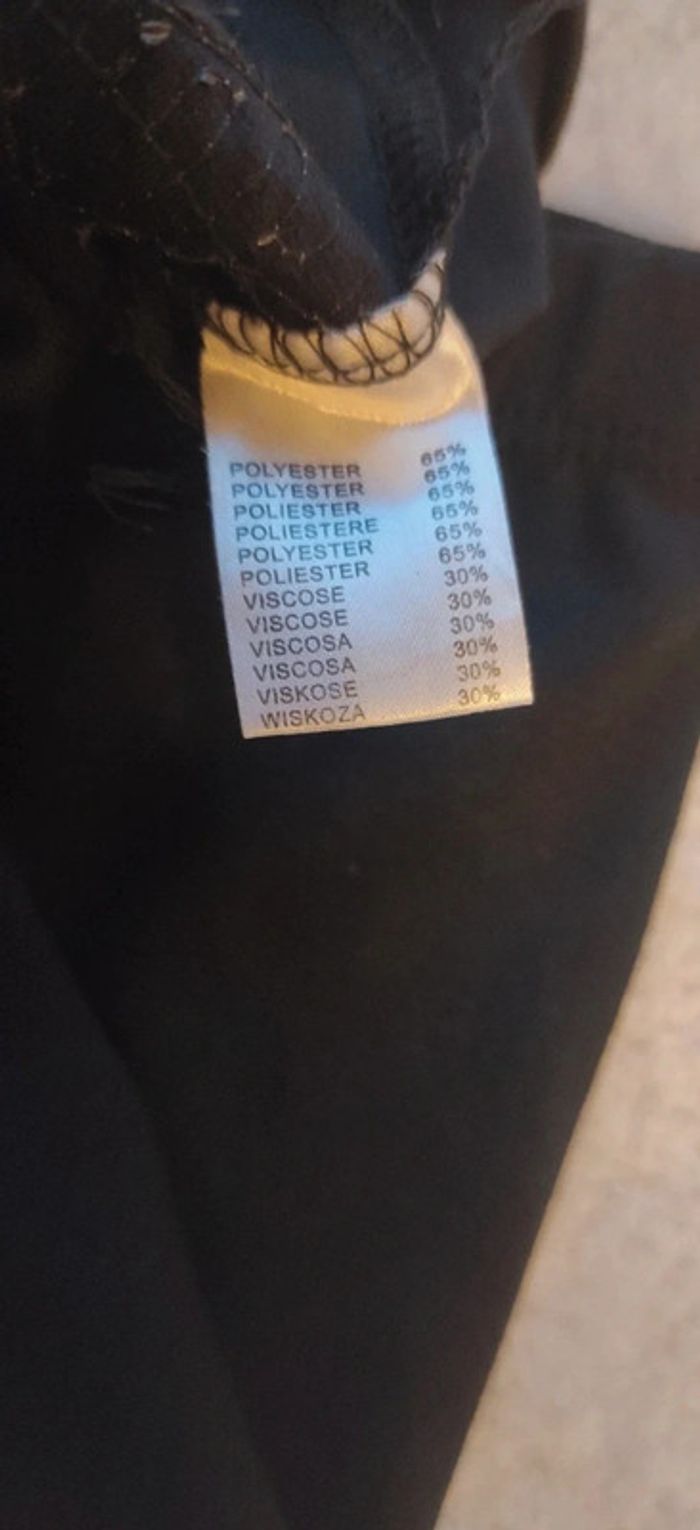 POLYESTER 65%
POLYESTER 65%
POLIESTER 65%
POLIESTERE 65%
POLYESTER 65%
POLIESTER 65%
VISCOSE 30%
VISCOSE 30%
VISCOSA 30%
VISCOSA 30%
VISKOSE 30%
WISKOZA 30%